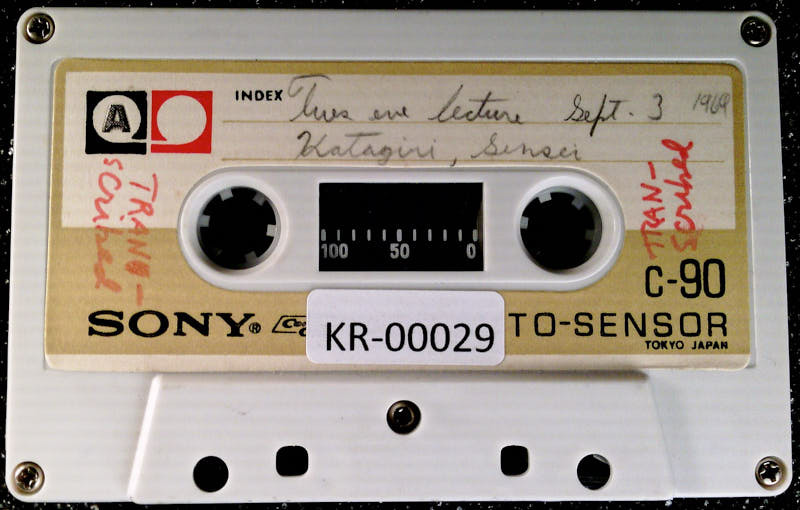 A
INDEX Tues eve lecture Sept. 3 1969
Katagiri, Sensei
TRANS-
scribed
TRAN-
scribed
100 50 0
C-90
SONY®
KR-00029
TO-SENSOR
TOKYO JAPAN